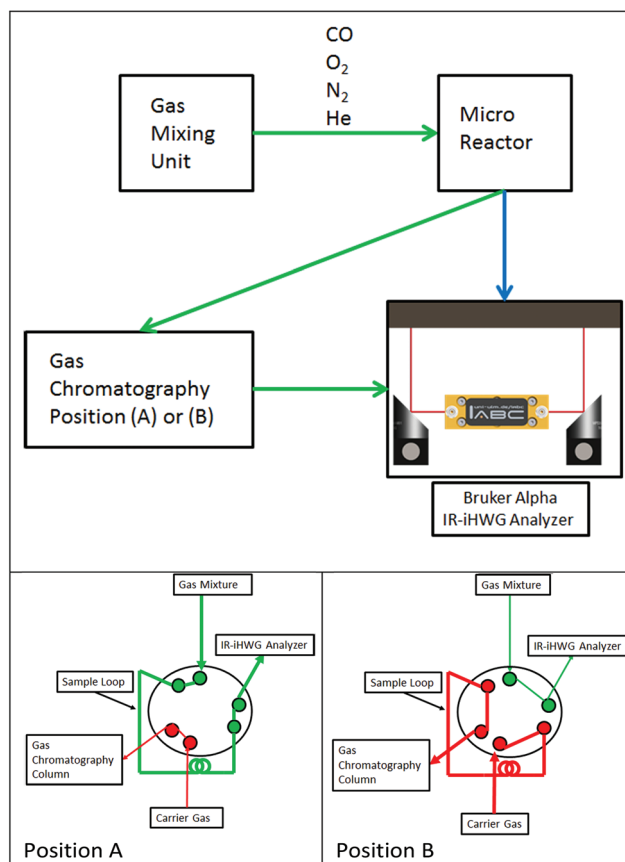 CO
O₂
N₂
He
Gas
Mixing
Unit
Micro
Reactor
Gas
Chromatography
Position (A) or (B)
IABC
Bruker Alpha
IR-iHWG Analyzer
Gas Mixture
IR-iHWG Analyzer
Sample Loop
Gas
Chromatography
Column
Carrier Gas
Position A
Gas Mixture
IR-iHWG Analyzer
Sample Loop
Gas
Chromatography
Column
Carrier Gas
Position B